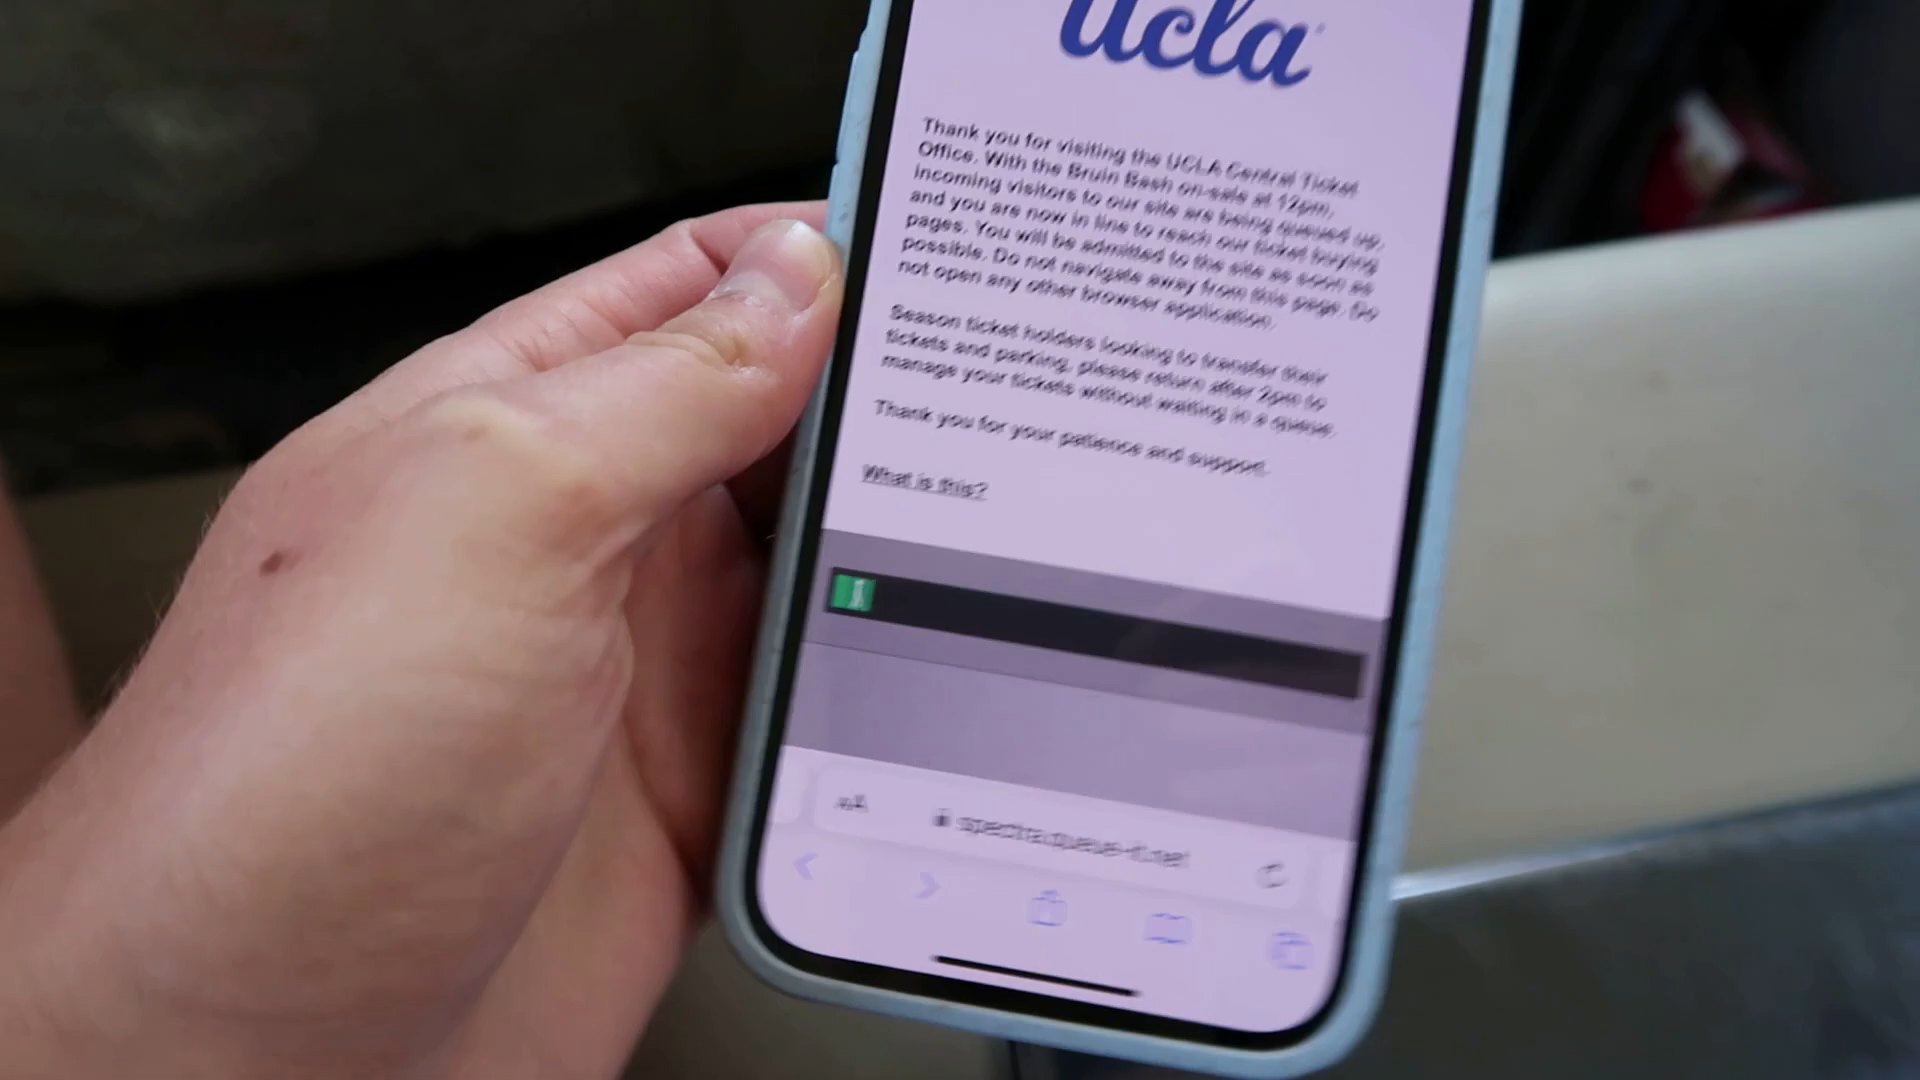 Ucla
Thank you for visiting the UCLA Central Ticket
Office. With the Bruin Bash on-sale at 12pm,
incoming visitors to our site are being queued up,
and you are now in line to reach our ticket buying
pages. You will be admitted to the site as soon as
possible. Do not navigate away from this page. Do
not open any other browser application.
Season ticket holders looking to transfer their
tickets and parking, please return after 2pm to
manage your tickets without waiting in a queue.
Thank you for your patience and support.
What is this?
AA spectra.queue-it.net